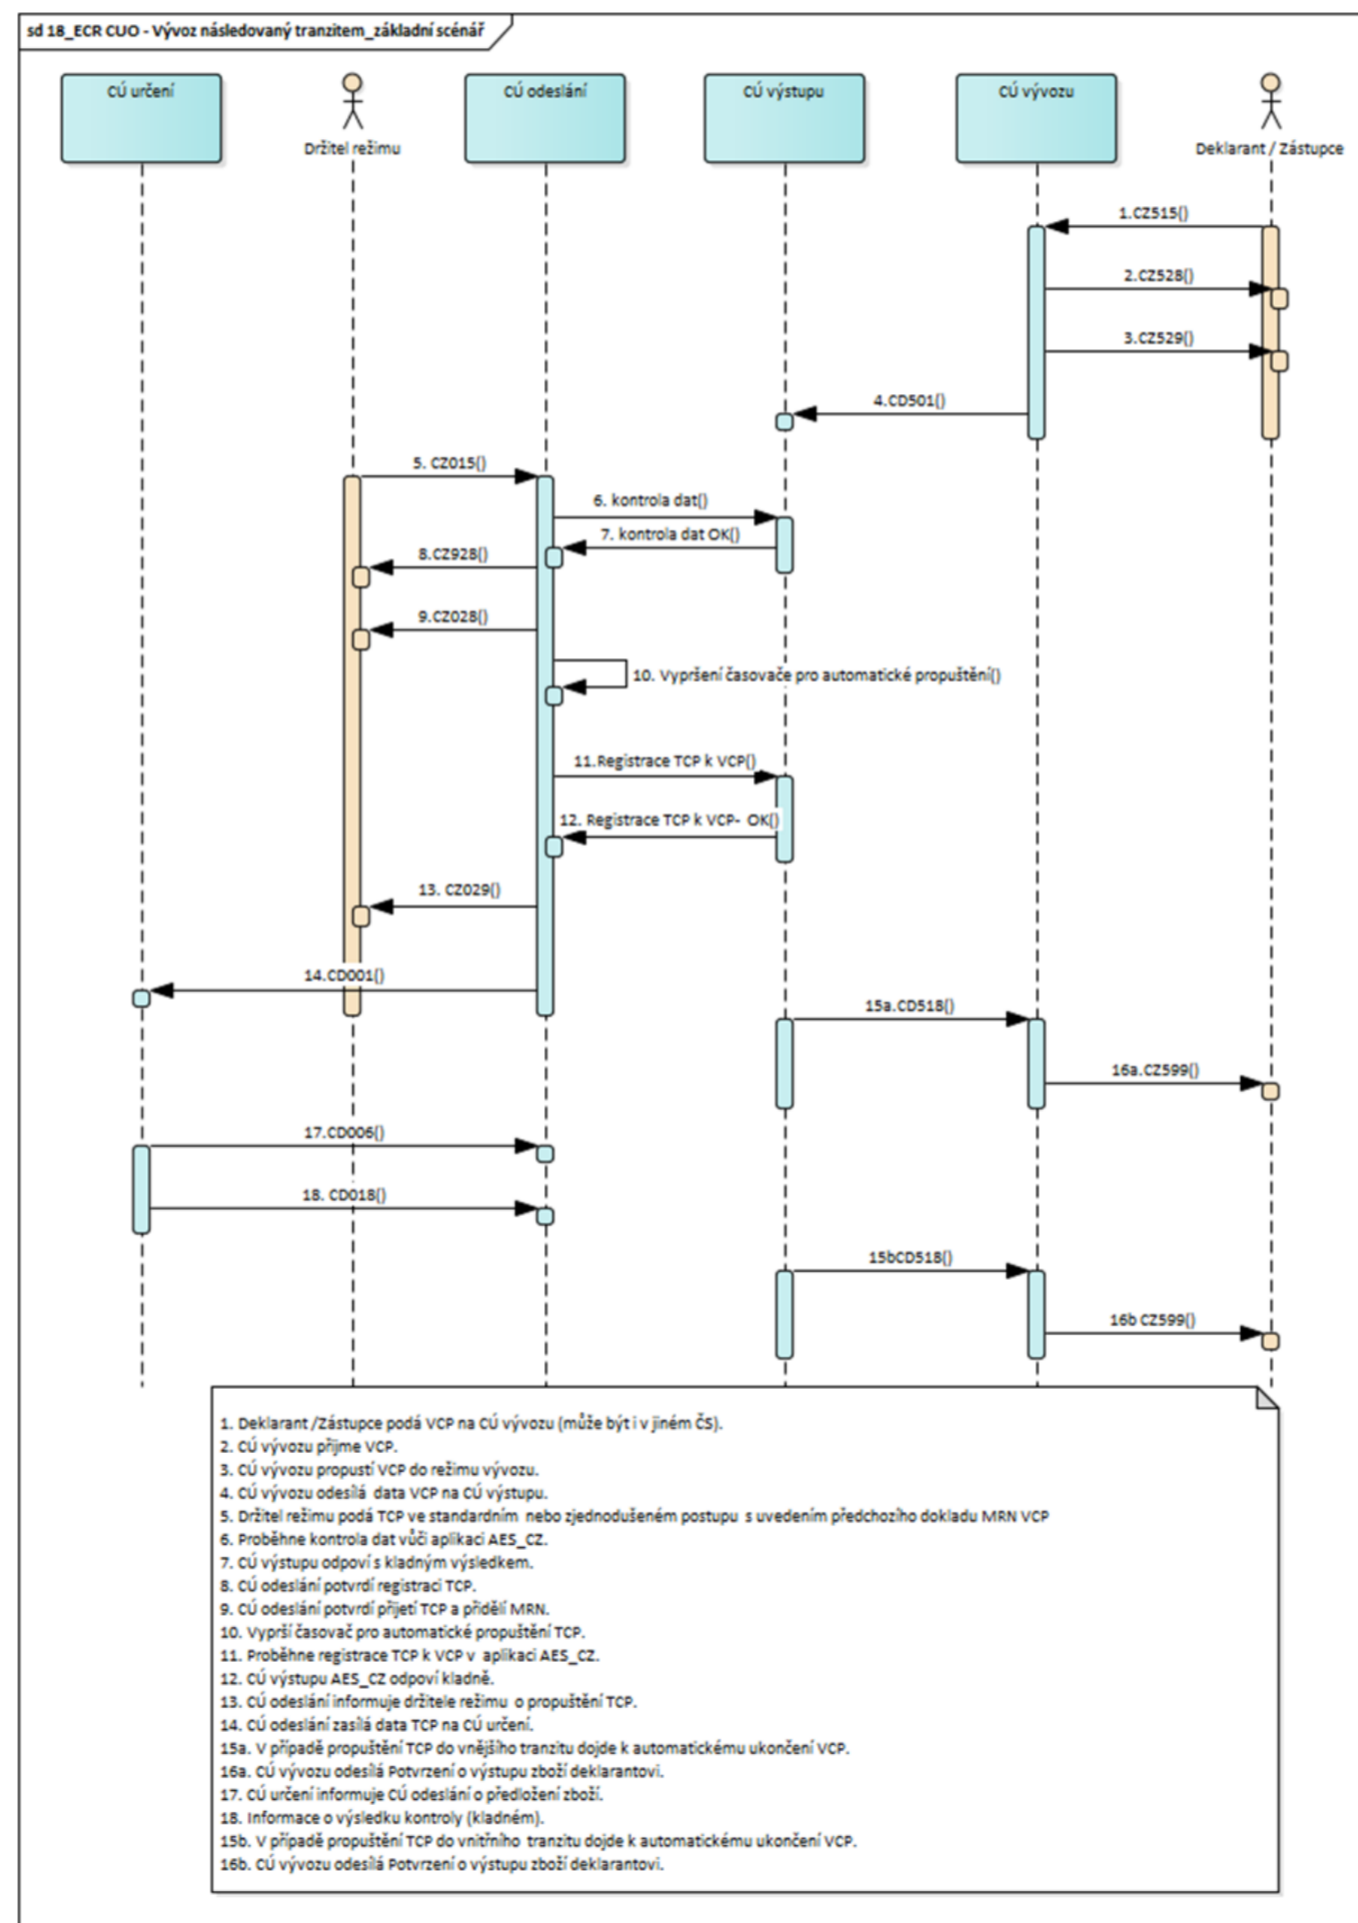 sd 18_ECR CUO - Vývoz následovaný tranzitem_základní scénář
CÚ určení
Držitel režimu
CÚ odeslání
CÚ výstupu
CÚ vývozu
Deklarant / Zástupce
1.CZ515()
2.CZ528()
3.CZ529()
4.CD501()
5. CZ015()
6. kontrola dat()
7. kontrola dat OK()
8.CZ928()
9.CZ028()
10. Vypršení časovače pro automatické propuštění()
11.Registrace TCP k VCP()
12. Registrace TCP k VCP- OK()
13. CZ029()
14.CD001()
15a.CD518()
16a.CZ599()
17.CD006()
18. CD018()
15bCD518()
16b CZ599()
1. Deklarant /Zástupce podá VCP na CÚ vývozu (může být i v jiném ČS).
2. CÚ vývozu přijme VCP.
3. CÚ vývozu propustí VCP do režimu vývozu.
4. CÚ vývozu odesílá data VCP na CÚ výstupu.
5. Držitel režimu podá TCP ve standardním nebo zjednodušeném postupu s uvedením předchozího dokladu MRN VCP
6. Proběhne kontrola dat vůči aplikaci AES_CZ.
7. CÚ výstupu odpoví s kladným výsledkem.
8. CÚ odeslání potvrdí registraci TCP.
9. CÚ odeslání potvrdí přijetí TCP a přidělí MRN.
10. Vyprší časovač pro automatické propuštění TCP.
11. Proběhne registrace TCP k VCP v aplikaci AES_CZ.
12. CÚ výstupu AES_CZ odpoví kladně.
13. CÚ odeslání informuje držitele režimu o propuštění TCP.
14. CÚ odeslání zasílá data TCP na CÚ určení.
15a. V případě propuštění TCP do vnějšího tranzitu dojde k automatickému ukončení VCP.
16a. CÚ vývozu odesílá Potvrzení o výstupu zboží deklarantovi.
17. CÚ určení informuje CÚ odeslání o předložení zboží.
18. Informace o výsledku kontroly (kladném).
15b. V případě propuštění TCP do vnitřního tranzitu dojde k automatickému ukončení VCP.
16b. CÚ vývozu odesílá Potvrzení o výstupu zboží deklarantovi.